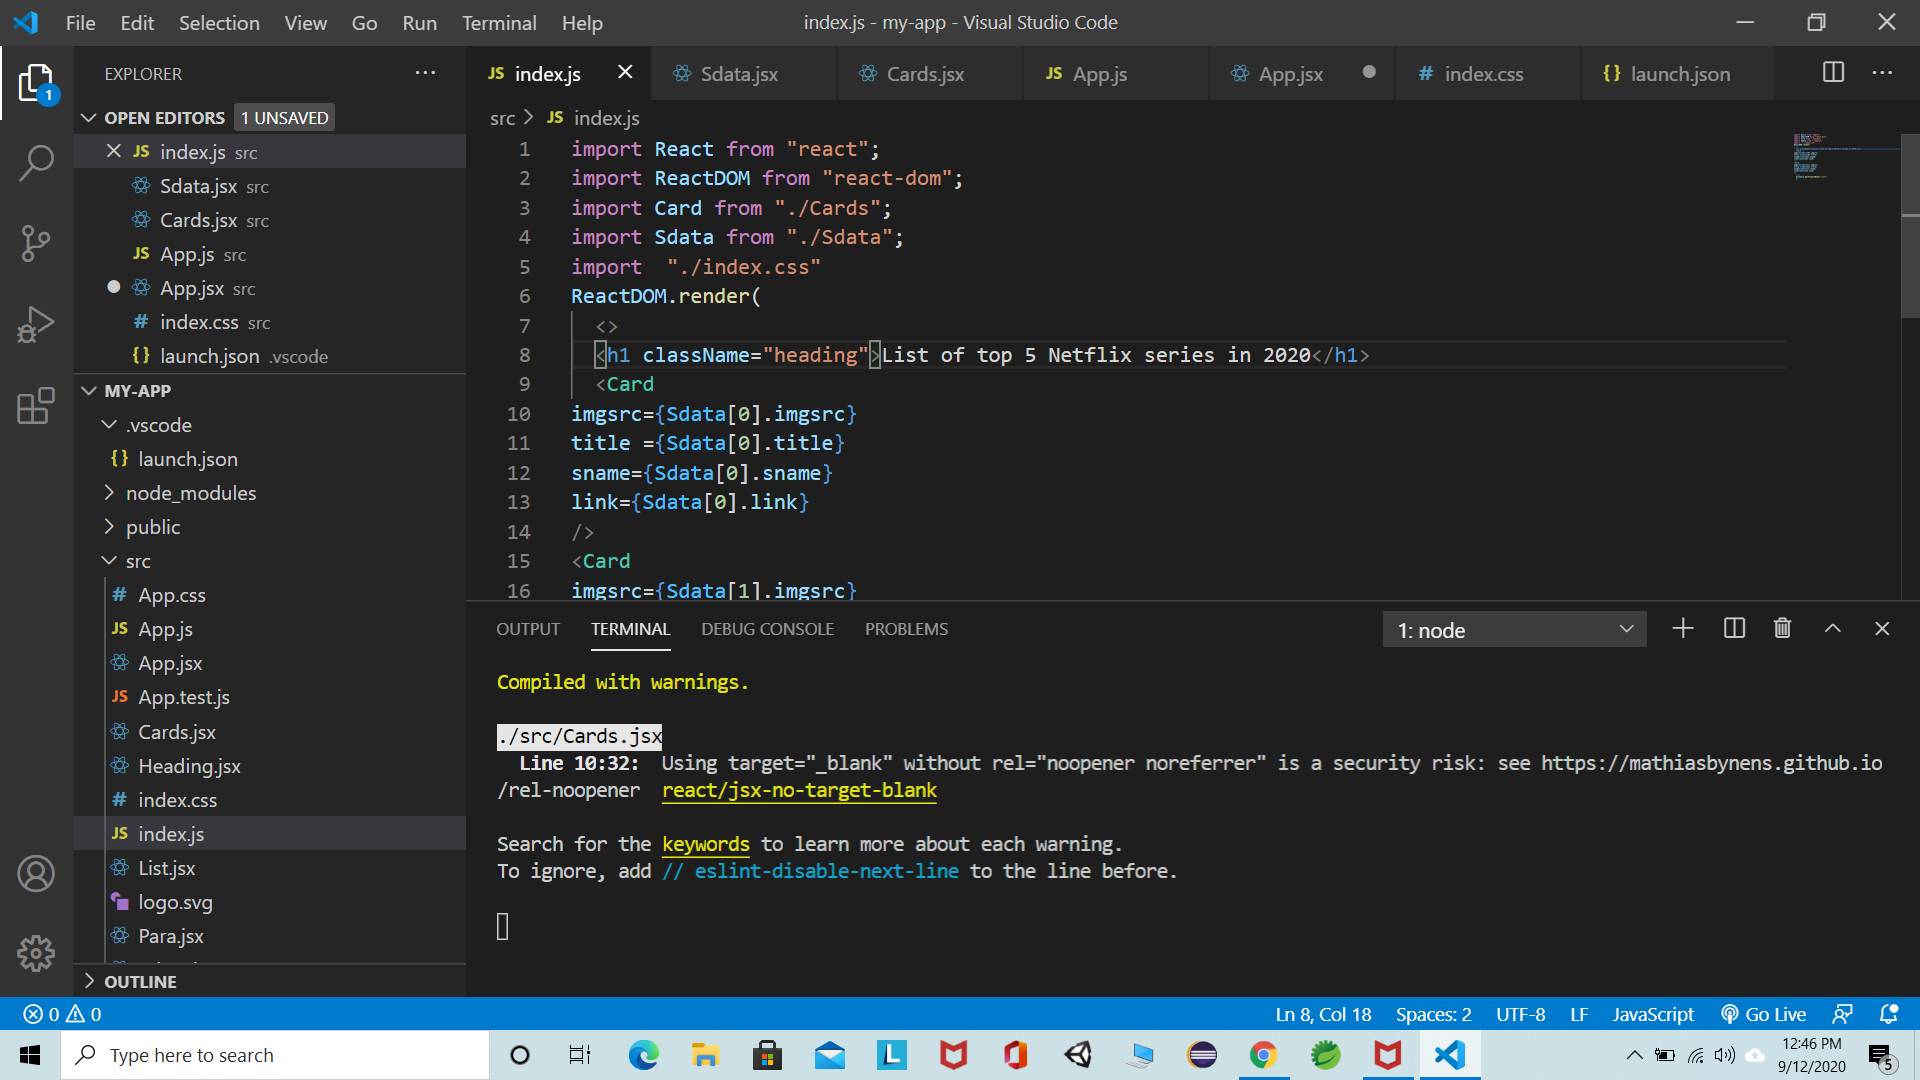 File Edit Selection View Go Run Terminal Help
index.js - my-app - Visual Studio Code
EXPLORER
OPEN EDITORS 1 UNSAVED
JS index.js src
Sdata.jsx src
Cards.jsx src
JS App.js src
App.jsx src
# index.css src
{} launch.json .vscode
MY-APP
.vscode
{} launch.json
node_modules
public
src
# App.css
JS App.js
App.jsx
JS App.test.js
Cards.jsx
Heading.jsx
# index.css
JS index.js
List.jsx
logo.svg
Para.jsx
OUTLINE
JS index.js Sdata.jsx Cards.jsx JS App.js App.jsx # index.css {} launch.json
src > JS index.js
1 import React from "react";
2 import ReactDOM from "react-dom";
3 import Card from "./Cards";
4 import Sdata from "./Sdata";
5 import  "./index.css"
6 ReactDOM.render(
7 <>
8 <h1 className="heading">List of top 5 Netflix series in 2020</h1>
9 <Card
10 imgsrc={Sdata[0].imgsrc}
11 title ={Sdata[0].title}
12 sname={Sdata[0].sname}
13 link={Sdata[0].link}
14 />
15 <Card
16 imgsrc={Sdata[1].imgsrc}
OUTPUT TERMINAL DEBUG CONSOLE PROBLEMS 1: node
Compiled with warnings.
./src/Cards.jsx
Line 10:32:  Using target="_blank" without rel="noopener noreferrer" is a security risk: see https://mathiasbynens.github.io
/rel-noopener  react/jsx-no-target-blank
Search for the keywords to learn more about each warning.
To ignore, add // eslint-disable-next-line to the line before.
0 0 Ln 8, Col 18 Spaces: 2 UTF-8 LF JavaScript Go Live
Type here to search
L
12:46 PM
9/12/2020
5
1